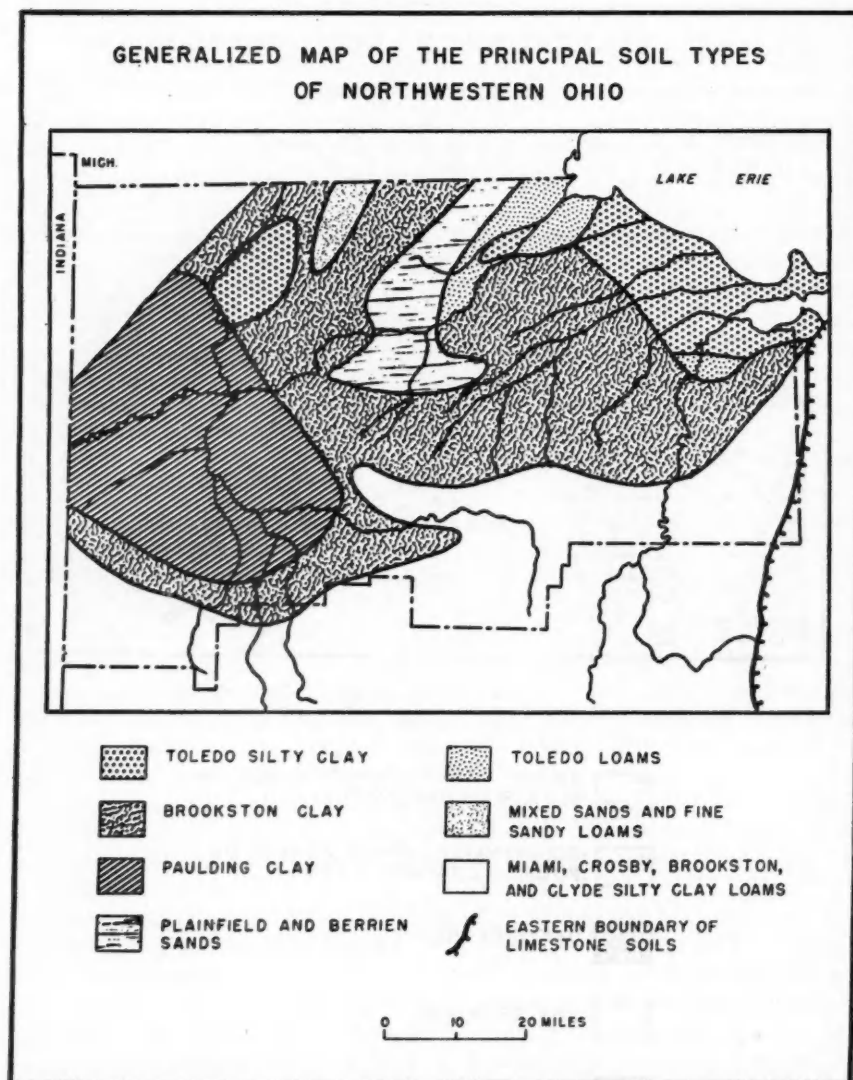 GENERALIZED MAP OF THE PRINCIPAL SOIL TYPES
OF NORTHWESTERN OHIO
MICH.
LAKE ERIE
INDIANA
TOLEDO SILTY CLAY
TOLEDO LOAMS
BROOKSTON CLAY
MIXED SANDS AND FINE
SANDY LOAMS
PAULDING CLAY
MIAMI, CROSBY, BROOKSTON,
AND CLYDE SILTY CLAY LOAMS
PLAINFIELD AND BERRIEN
SANDS
EASTERN BOUNDARY OF
LIMESTONE SOILS
0 10 20 MILES